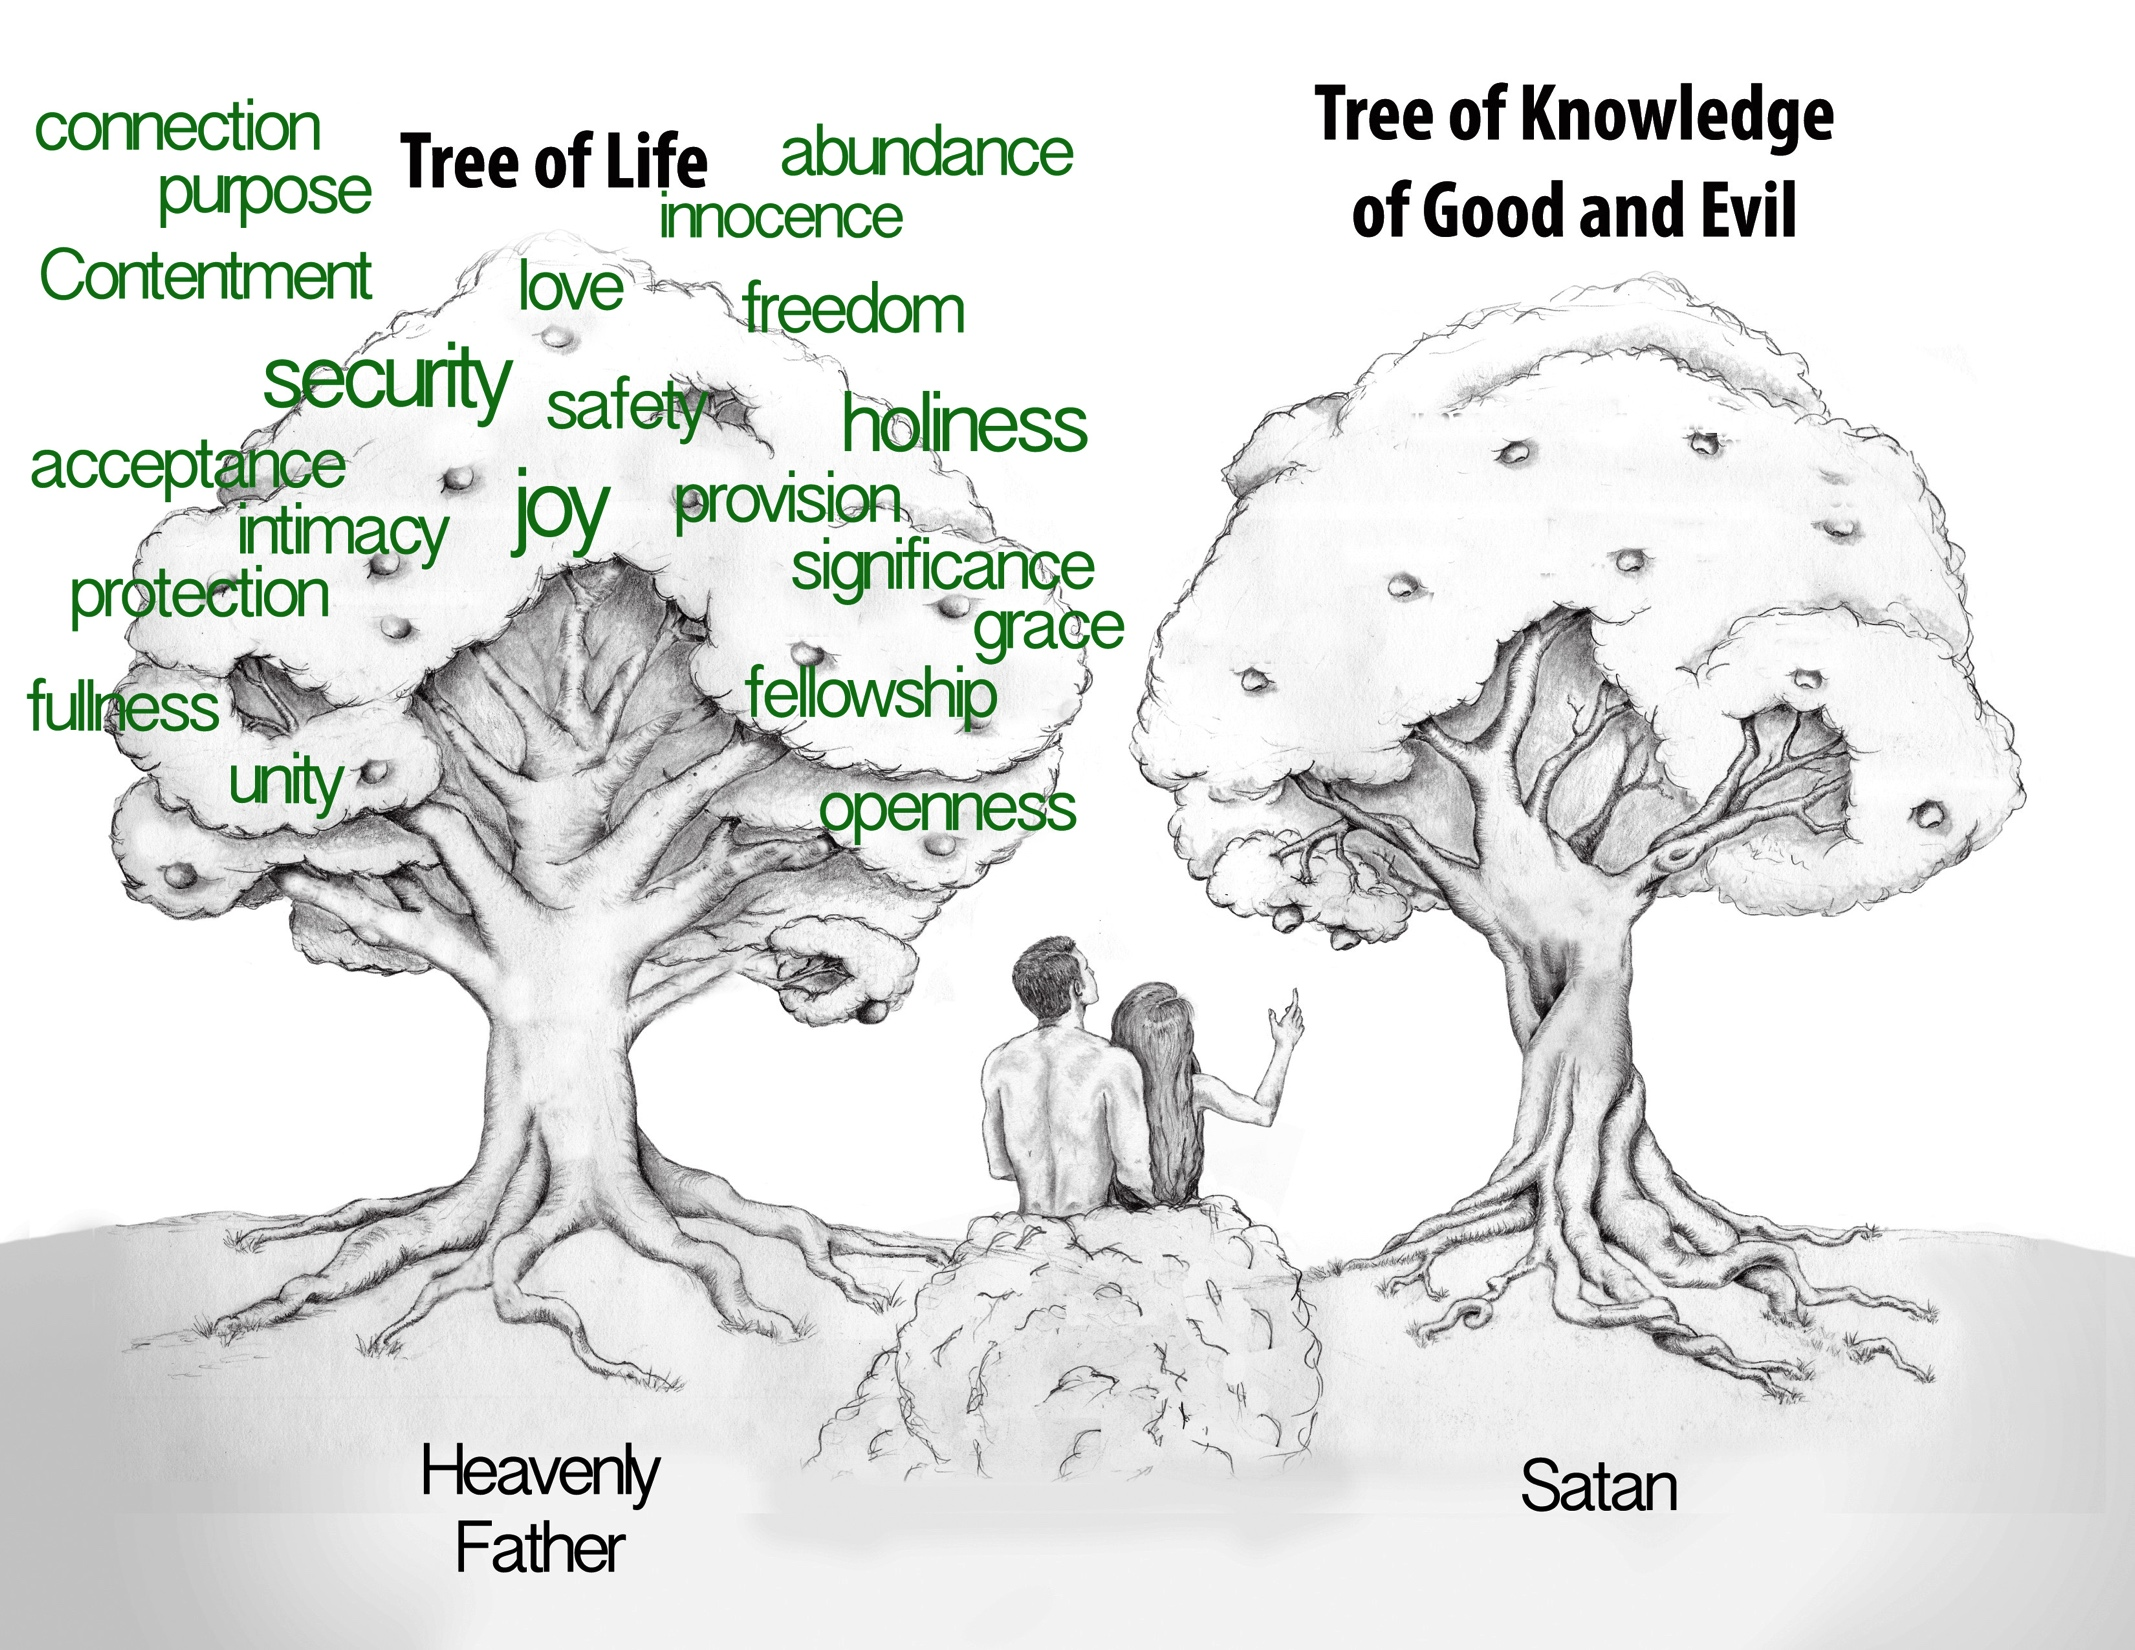 connection
purpose
Contentment
Tree of Life
abundance
innocence
love
freedom
security
safety
holiness
acceptance
intimacy
joy
provision
protection
significance
grace
fullness
fellowship
unity
openness
Heavenly
Father
Tree of Knowledge
of Good and Evil
Satan